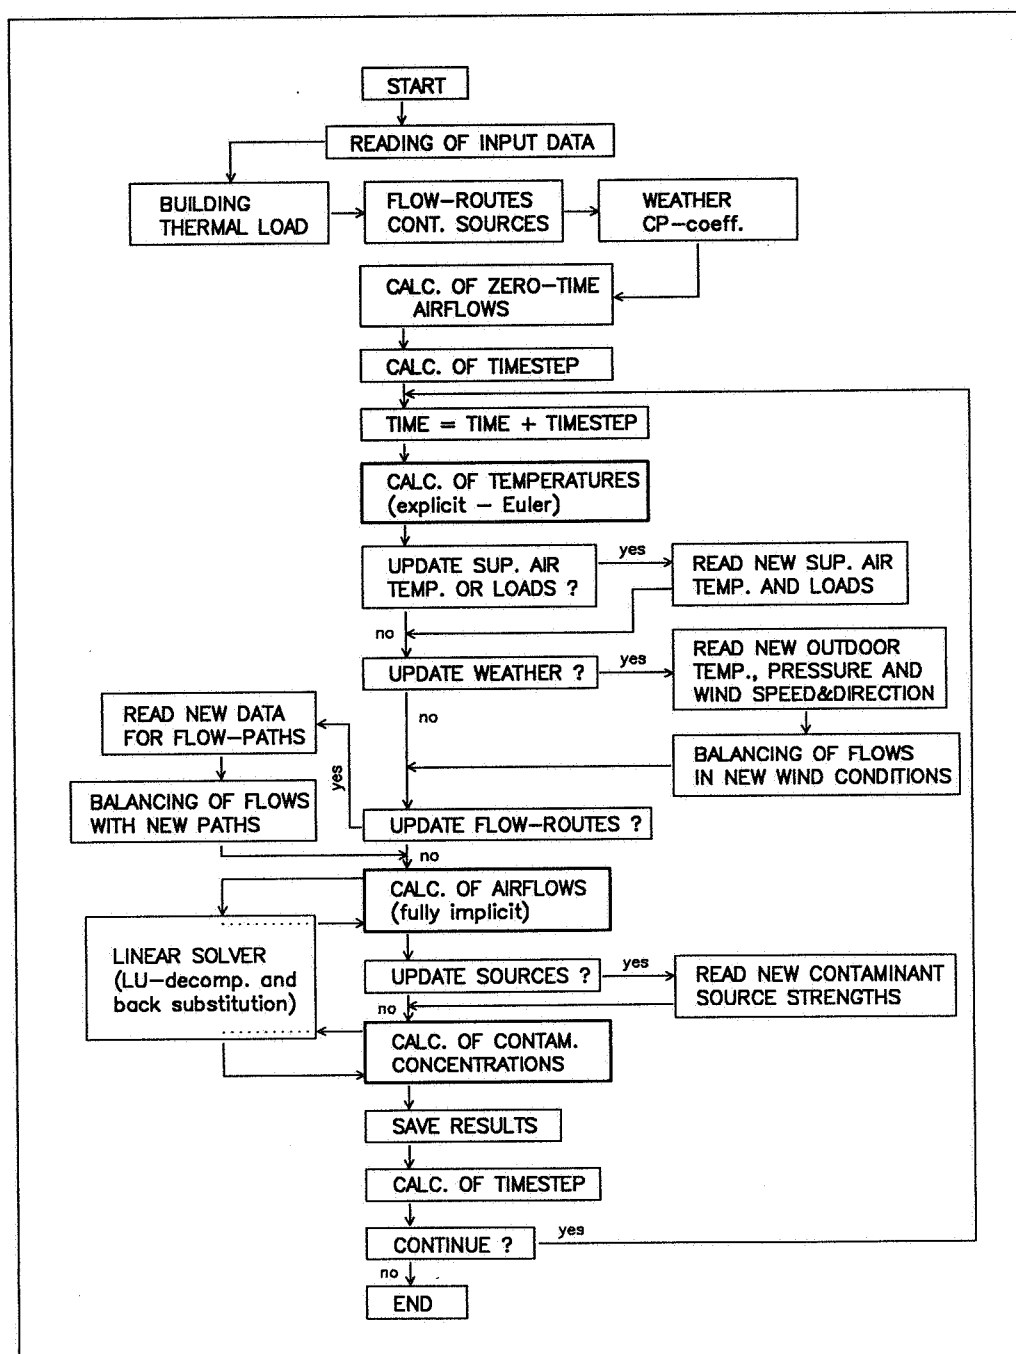 START
READING OF INPUT DATA
BUILDING
THERMAL LOAD
FLOW-ROUTES
CONT. SOURCES
WEATHER
CP-coeff.
CALC. OF ZERO-TIME
AIRFLOWS
CALC. OF TIMESTEP
TIME = TIME + TIMESTEP
CALC. OF TEMPERATURES
(explicit - Euler)
UPDATE SUP. AIR
TEMP. OR LOADS ?
yes
READ NEW SUP. AIR
TEMP. AND LOADS
no
UPDATE WEATHER ?
yes
READ NEW OUTDOOR
TEMP., PRESSURE AND
WIND SPEED&DIRECTION
no
BALANCING OF FLOWS
IN NEW WIND CONDITIONS
READ NEW DATA
FOR FLOW-PATHS
yes
BALANCING OF FLOWS
WITH NEW PATHS
UPDATE FLOW-ROUTES ?
no
CALC. OF AIRFLOWS
(fully implicit)
LINEAR SOLVER
(LU-decomp. and
back substitution)
UPDATE SOURCES ?
yes
READ NEW CONTAMINANT
SOURCE STRENGTHS
no
CALC. OF CONTAM.
CONCENTRATIONS
SAVE RESULTS
CALC. OF TIMESTEP
CONTINUE ?
yes
no
END